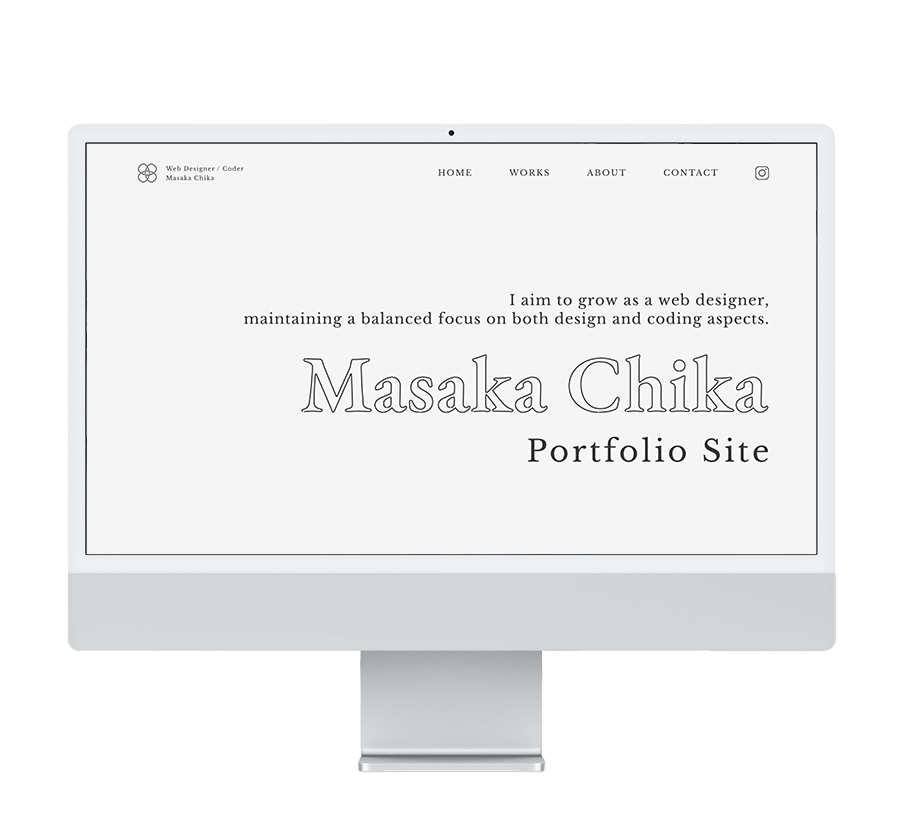 Web Designer / Coder
Masaka Chika
HOME WORKS ABOUT CONTACT
I aim to grow as a web designer,
maintaining a balanced focus on both design and coding aspects.
Masaka Chika
Portfolio Site